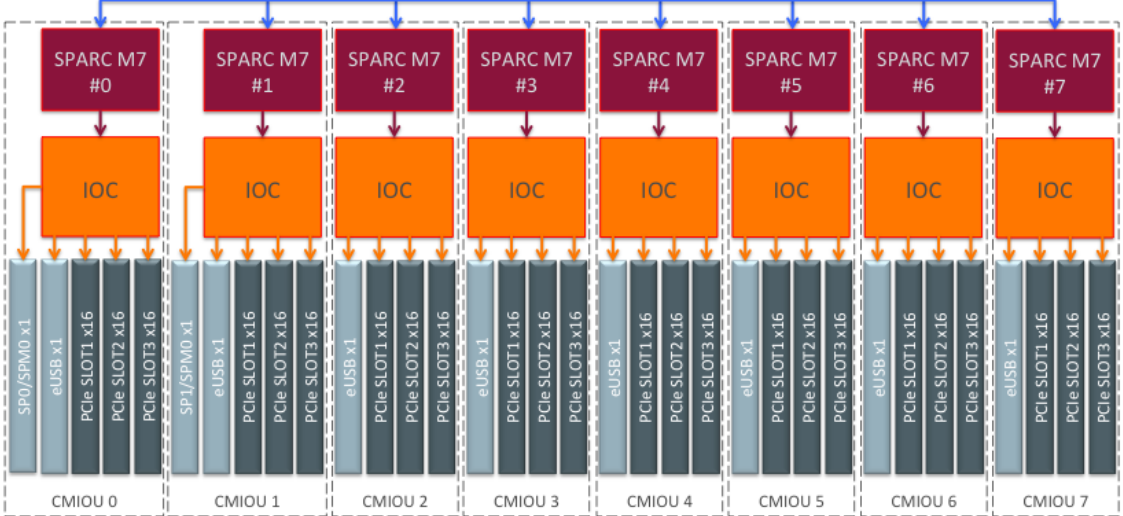 SPARC M7
#0
SPARC M7
#1
SPARC M7
#2
SPARC M7
#3
SPARC M7
#4
SPARC M7
#5
SPARC M7
#6
SPARC M7
#7
IOC
IOC
IOC
IOC
IOC
IOC
IOC
IOC
SP0/SPM0 x1
eUSB x1
PCIe SLOT1 x16
PCIe SLOT2 x16
PCIe SLOT3 x16
SP1/SPM0 x1
eUSB x1
PCIe SLOT1 x16
PCIe SLOT2 x16
PCIe SLOT3 x16
eUSB x1
PCIe SLOT1 x16
PCIe SLOT2 x16
PCIe SLOT3 x16
eUSB x1
PCIe SLOT1 x16
PCIe SLOT2 x16
PCIe SLOT3 x16
eUSB x1
PCIe SLOT1 x16
PCIe SLOT2 x16
PCIe SLOT3 x16
eUSB x1
PCIe SLOT1 x16
PCIe SLOT2 x16
PCIe SLOT3 x16
eUSB x1
PCIe SLOT1 x16
PCIe SLOT2 x16
PCIe SLOT3 x16
eUSB x1
PCIe SLOT1 x16
PCIe SLOT2 x16
PCIe SLOT3 x16
CMIOU 0
CMIOU 1
CMIOU 2
CMIOU 3
CMIOU 4
CMIOU 5
CMIOU 6
CMIOU 7